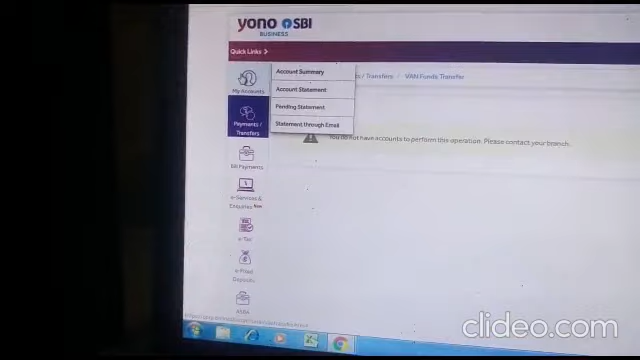 yono SBI
BUSINESS
Quick Links >
My Accounts
Account Summary
Account Statement
Pending Statement
Statement through Email
/ Transfers / VAN Funds Transfer
Payments /
Transfers
You do not have accounts to perform this operation. Please contact your branch.
Bill Payments
e-Services &
Enquiries New
e-Tax
e-Fixed
Deposits
ASBA
clideo.com